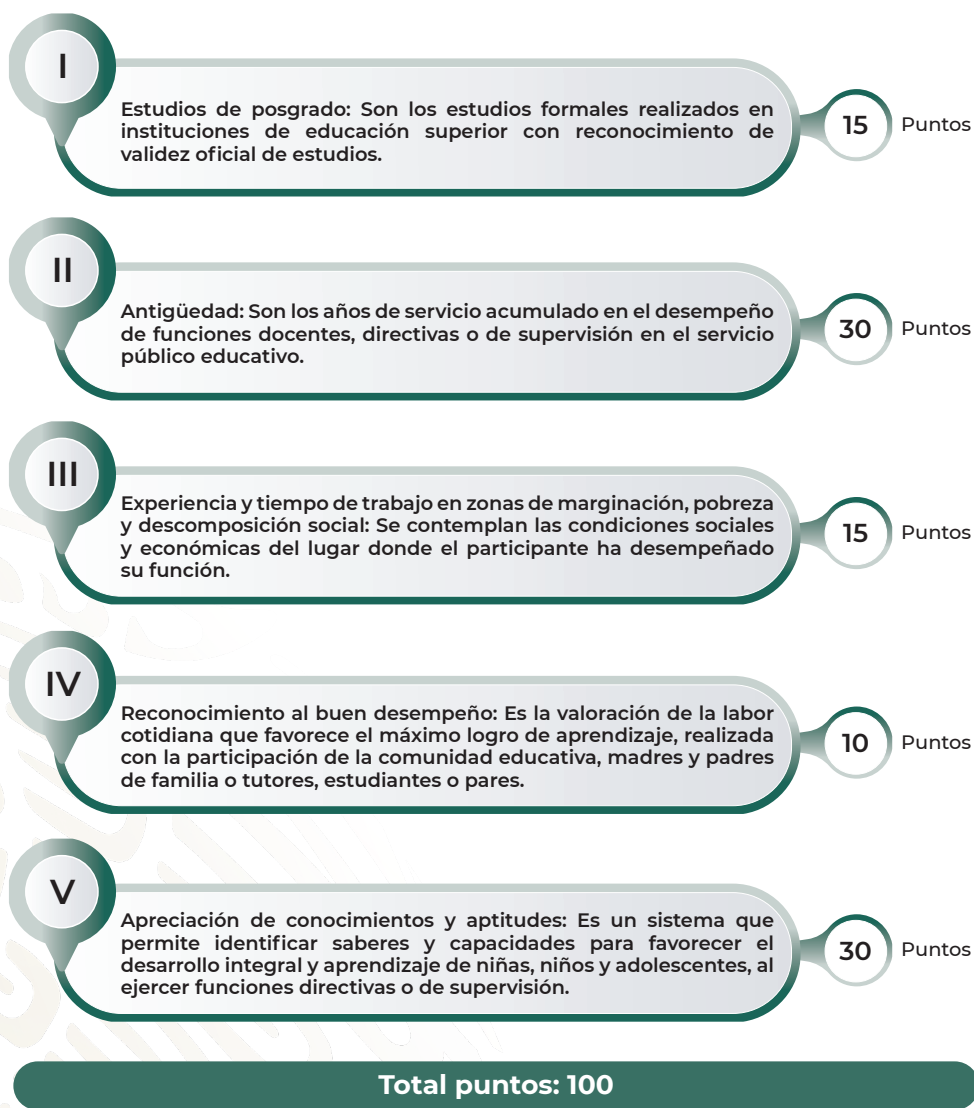 I
Estudios de posgrado: Son los estudios formales realizados en
instituciones de educación superior con reconocimiento de
validez oficial de estudios.
15 Puntos
II
Antigüedad: Son los años de servicio acumulado en el desempeño
de funciones docentes, directivas o de supervisión en el servicio
público educativo.
30 Puntos
III
Experiencia y tiempo de trabajo en zonas de marginación, pobreza
y descomposición social: Se contemplan las condiciones sociales
y económicas del lugar donde el participante ha desempeñado
su función.
15 Puntos
IV
Reconocimiento al buen desempeño: Es la valoración de la labor
cotidiana que favorece el máximo logro de aprendizaje, realizada
con la participación de la comunidad educativa, madres y padres
de familia o tutores, estudiantes o pares.
10 Puntos
V
Apreciación de conocimientos y aptitudes: Es un sistema que
permite identificar saberes y capacidades para favorecer el
desarrollo integral y aprendizaje de niñas, niños y adolescentes, al
ejercer funciones directivas o de supervisión.
30 Puntos
Total puntos: 100